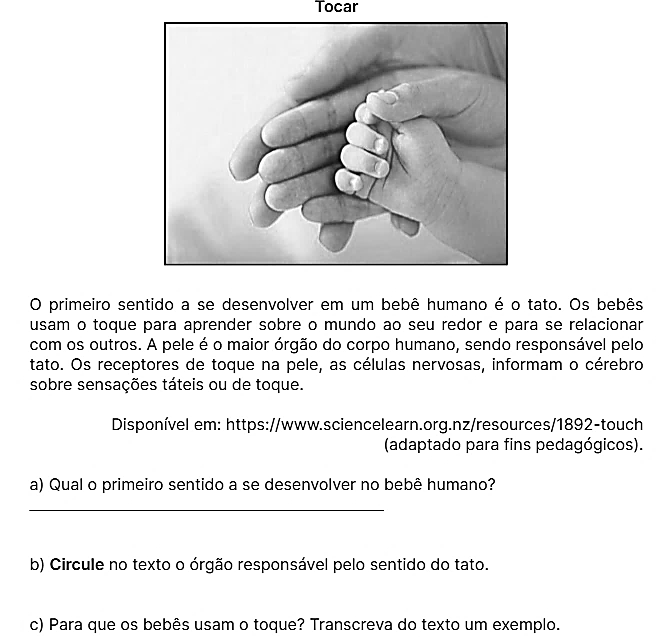 Tocar
O primeiro sentido a se desenvolver em um bebê humano é o tato. Os bebês
usam o toque para aprender sobre o mundo ao seu redor e para se relacionar
com os outros. A pele é o maior órgão do corpo humano, sendo responsável pelo
tato. Os receptores de toque na pele, as células nervosas, informam o cérebro
sobre sensações táteis ou de toque.
Disponível em: https://www.sciencelearn.org.nz/resources/1892-touch
(adaptado para fins pedagógicos).
a) Qual o primeiro sentido a se desenvolver no bebê humano?
b) Circule no texto o órgão responsável pelo sentido do tato.
c) Para que os bebês usam o toque? Transcreva do texto um exemplo.